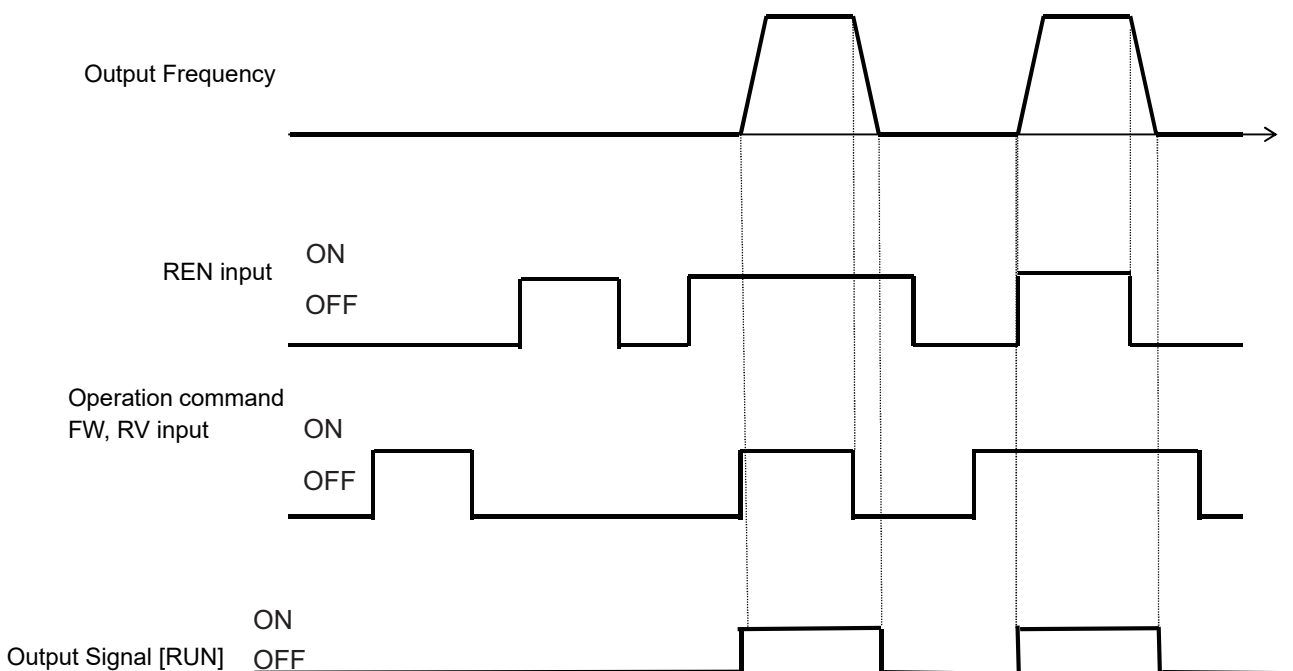 Output Frequency
ON
REN input
OFF
Operation command
FW, RV input
ON
OFF
ON
Output Signal [RUN]
OFF